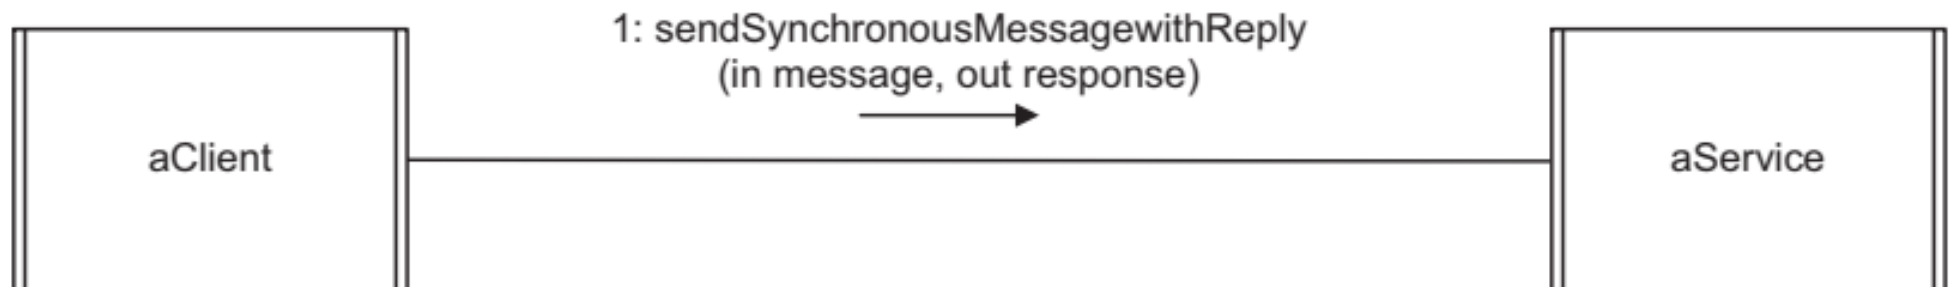 1: sendSynchronousMessagewithReply
(in message, out response)
aClient
aService